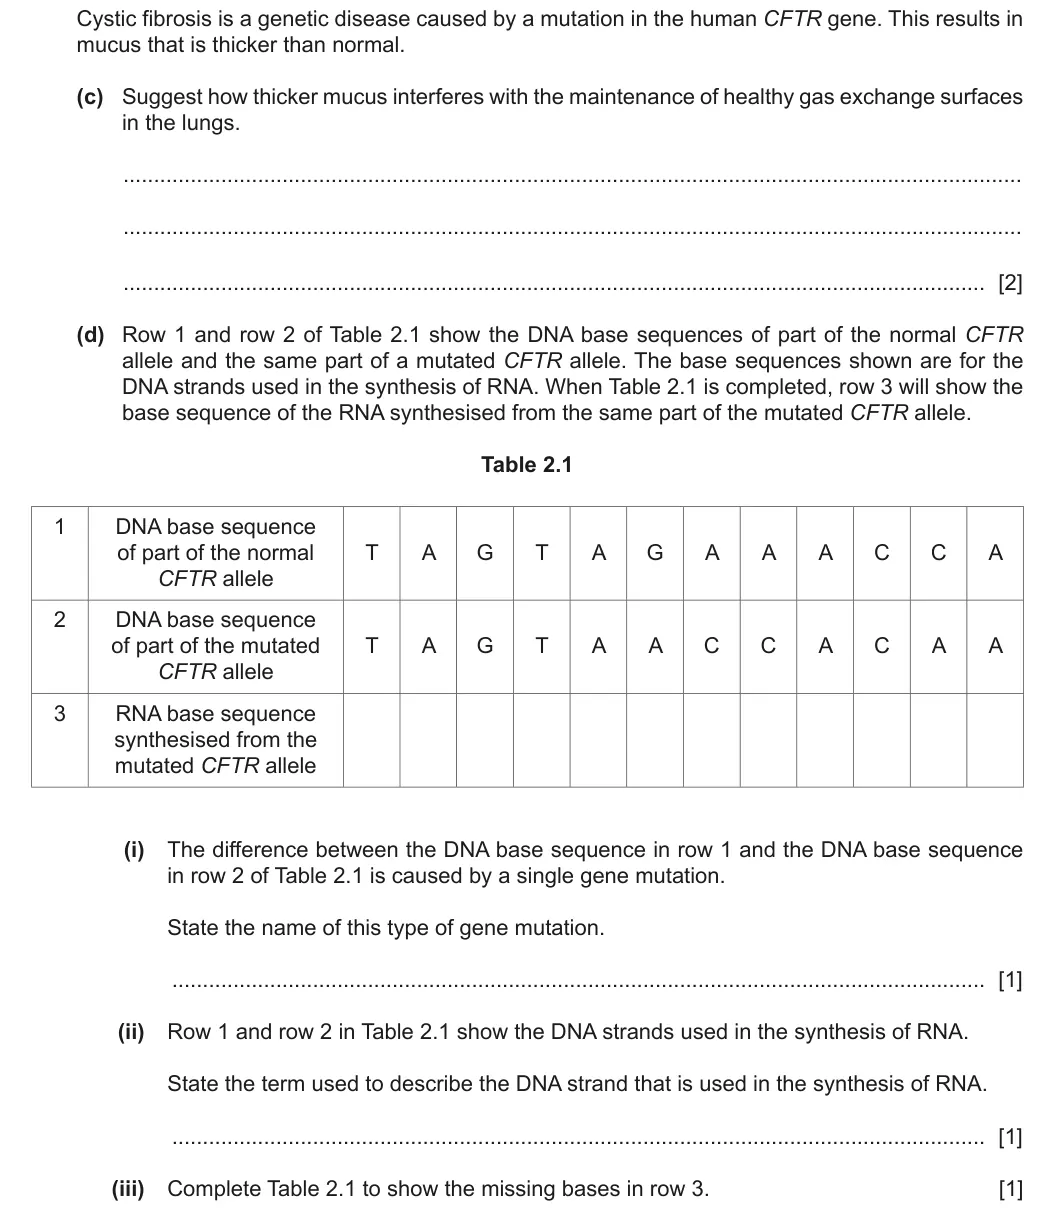 Cystic fibrosis is a genetic disease caused by a mutation in the human CFTR gene. This results in
mucus that is thicker than normal.
(c) Suggest how thicker mucus interferes with the maintenance of healthy gas exchange surfaces
in the lungs.
..........................................................................................................................................
..........................................................................................................................................
.................................................................................................................................... [2]
(d) Row 1 and row 2 of Table 2.1 show the DNA base sequences of part of the normal CFTR
allele and the same part of a mutated CFTR allele. The base sequences shown are for the
DNA strands used in the synthesis of RNA. When Table 2.1 is completed, row 3 will show the
base sequence of the RNA synthesised from the same part of the mutated CFTR allele.
Table 2.1
1 DNA base sequence
of part of the normal T A G T A G A A A C C A
CFTR allele
2 DNA base sequence
of part of the mutated T A G T A A C C A C A A
CFTR allele
3 RNA base sequence
synthesised from the
mutated CFTR allele
(i) The difference between the DNA base sequence in row 1 and the DNA base sequence
in row 2 of Table 2.1 is caused by a single gene mutation.
State the name of this type of gene mutation.
.................................................................................................................................... [1]
(ii) Row 1 and row 2 in Table 2.1 show the DNA strands used in the synthesis of RNA.
State the term used to describe the DNA strand that is used in the synthesis of RNA.
.................................................................................................................................... [1]
(iii) Complete Table 2.1 to show the missing bases in row 3. [1]